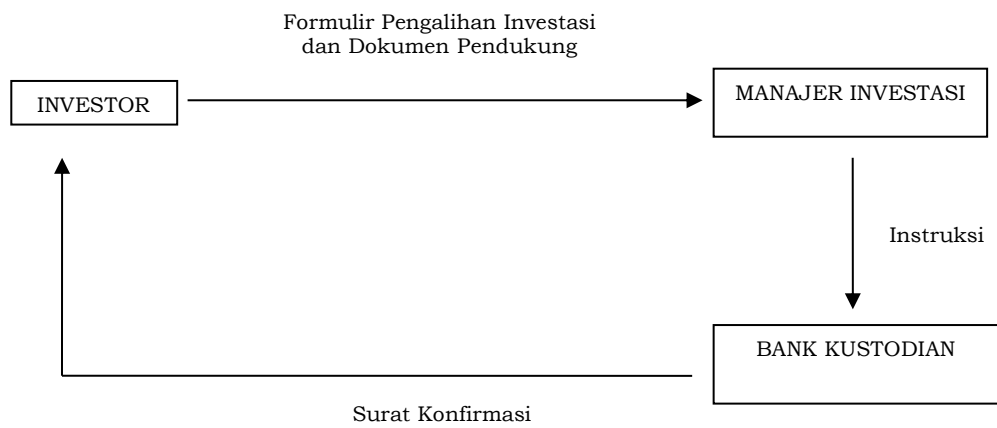 Formulir Pengalihan Investasi
dan Dokumen Pendukung
INVESTOR
MANAJER INVESTASI
Instruksi
BANK KUSTODIAN
Surat Konfirmasi